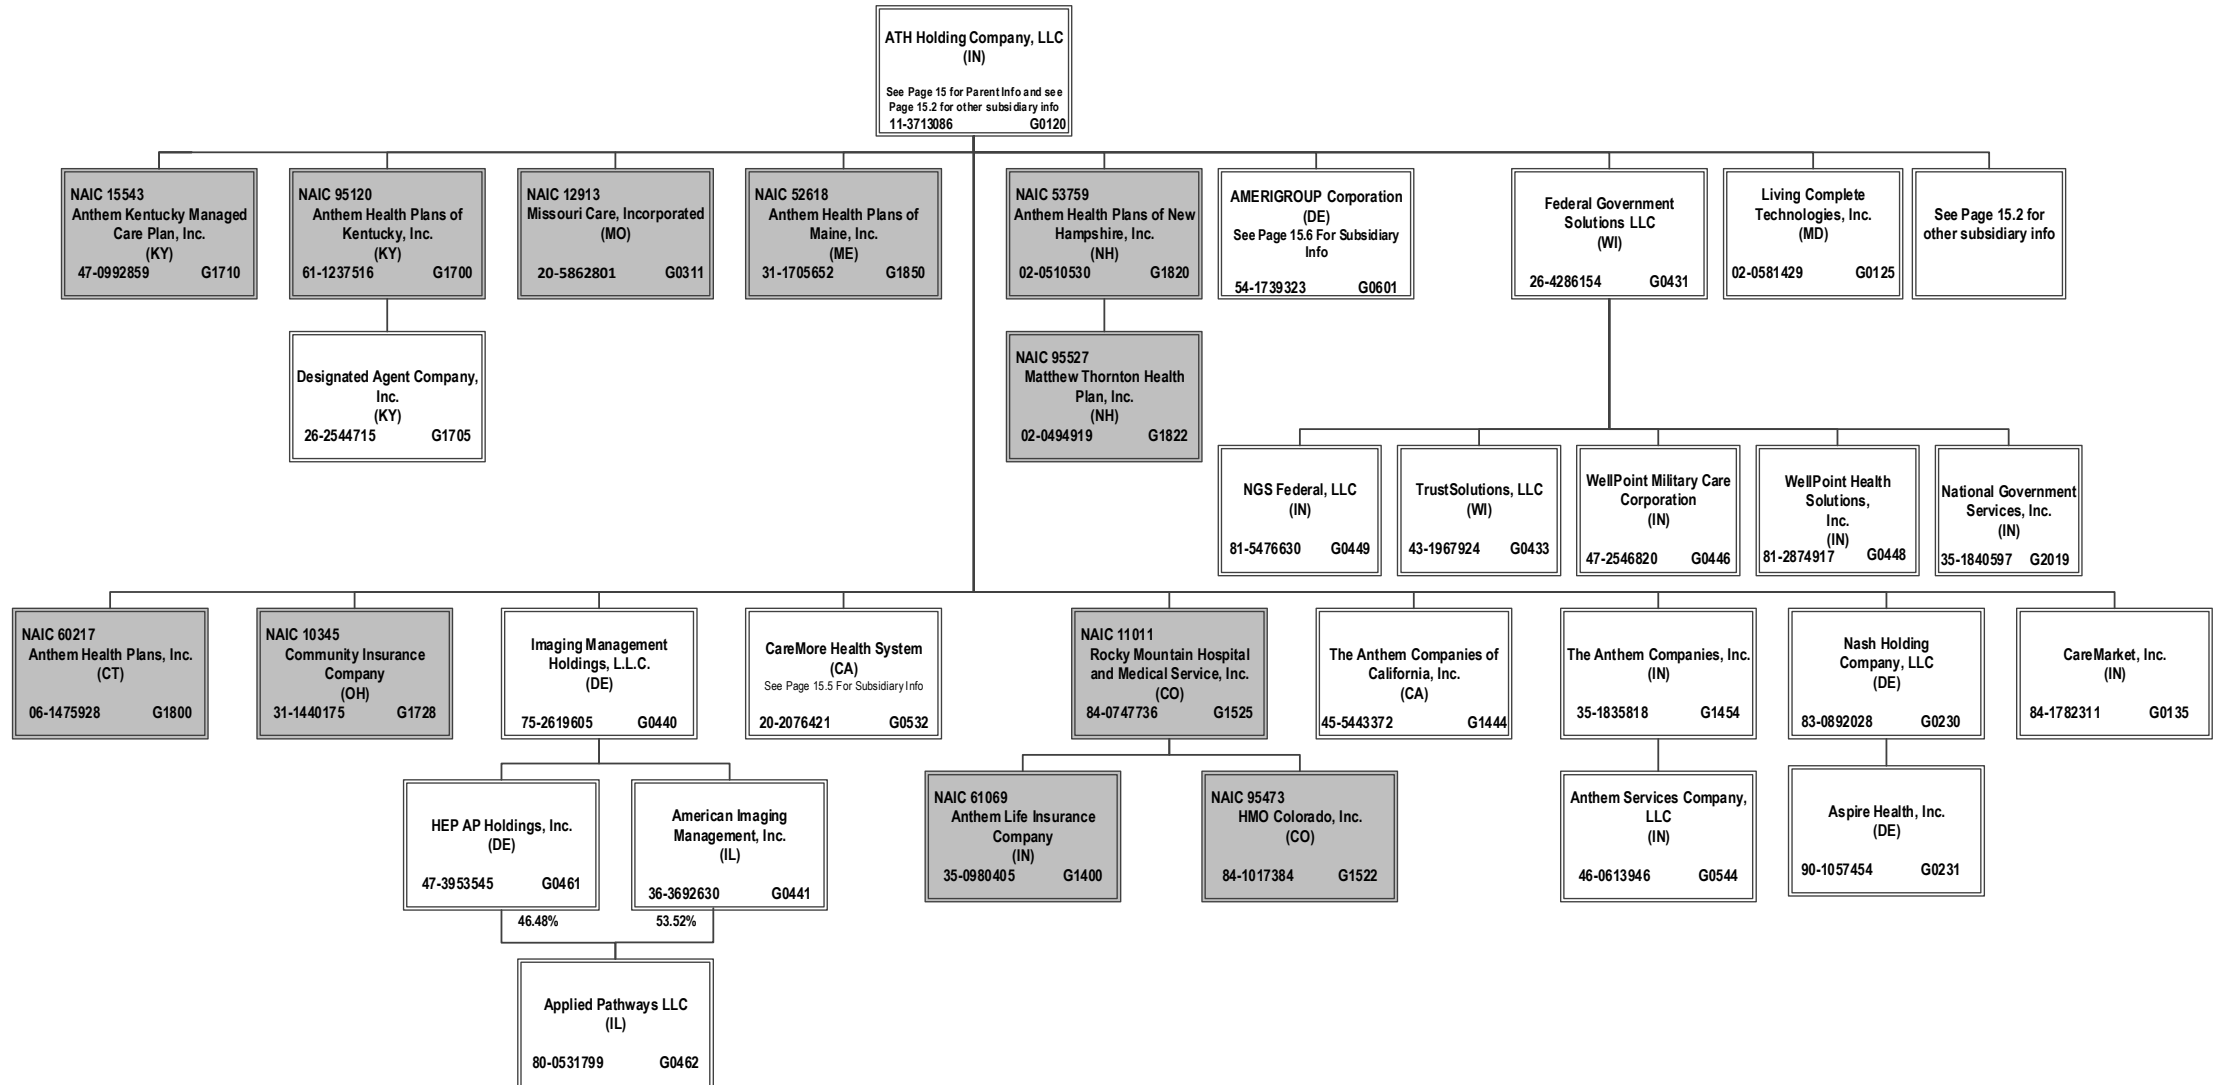 ATH Holding Company, LLC
(IN)
See Page 15 for Parent Info and see
Page 15.2 for other subsidiary info
11-3713086 G0120
NAIC 15543
Anthem Kentucky Managed
Care Plan, Inc.
(KY)
47-0992859 G1710
NAIC 95120
Anthem Health Plans of
Kentucky, Inc.
(KY)
61-1237516 G1700
NAIC 12913
Missouri Care, Incorporated
(MO)
20-5862801 G0311
NAIC 52618
Anthem Health Plans of
Maine, Inc.
(ME)
31-1705652 G1850
NAIC 53759
Anthem Health Plans of New
Hampshire, Inc.
(NH)
02-0510530 G1820
AMERIGROUP Corporation
(DE)
See Page 15.6 For Subsidiary
Info
54-1739323 G0601
Federal Government
Solutions LLC
(WI)
26-4286154 G0431
Living Complete
Technologies, Inc.
(MD)
02-0581429 G0125
See Page 15.2 for
other subsidiary info
Designated Agent Company,
Inc.
(KY)
26-2544715 G1705
NAIC 95527
Matthew Thornton Health
Plan, Inc.
(NH)
02-0494919 G1822
NGS Federal, LLC
(IN)
81-5476630 G0449
TrustSolutions, LLC
(WI)
43-1967924 G0433
WellPoint Military Care
Corporation
(IN)
47-2546820 G0446
WellPoint Health
Solutions,
Inc.
(IN)
81-2874917 G0448
National Government
Services, Inc.
(IN)
35-1840597 G2019
NAIC 60217
Anthem Health Plans, Inc.
(CT)
06-1475928 G1800
NAIC 10345
Community Insurance
Company
(OH)
31-1440175 G1728
Imaging Management
Holdings, L.L.C.
(DE)
75-2619605 G0440
CareMore Health System
(CA)
See Page 15.5 For Subsidiary Info
20-2076421 G0532
NAIC 11011
Rocky Mountain Hospital
and Medical Service, Inc.
(CO)
84-0747736 G1525
The Anthem Companies of
California, Inc.
(CA)
45-5443372 G1444
The Anthem Companies, Inc.
(IN)
35-1835818 G1454
Nash Holding
Company, LLC
(DE)
83-0892028 G0230
CareMarket, Inc.
(IN)
84-1782311 G0135
HEP AP Holdings, Inc.
(DE)
47-3953545 G0461
American Imaging
Management, Inc.
(IL)
36-3692630 G0441
NAIC 61069
Anthem Life Insurance
Company
(IN)
35-0980405 G1400
NAIC 95473
HMO Colorado, Inc.
(CO)
84-1017384 G1522
Anthem Services Company,
LLC
(IN)
46-0613946 G0544
Aspire Health, Inc.
(DE)
90-1057454 G0231
46.48% 53.52%
Applied Pathways LLC
(IL)
80-0531799 G0462